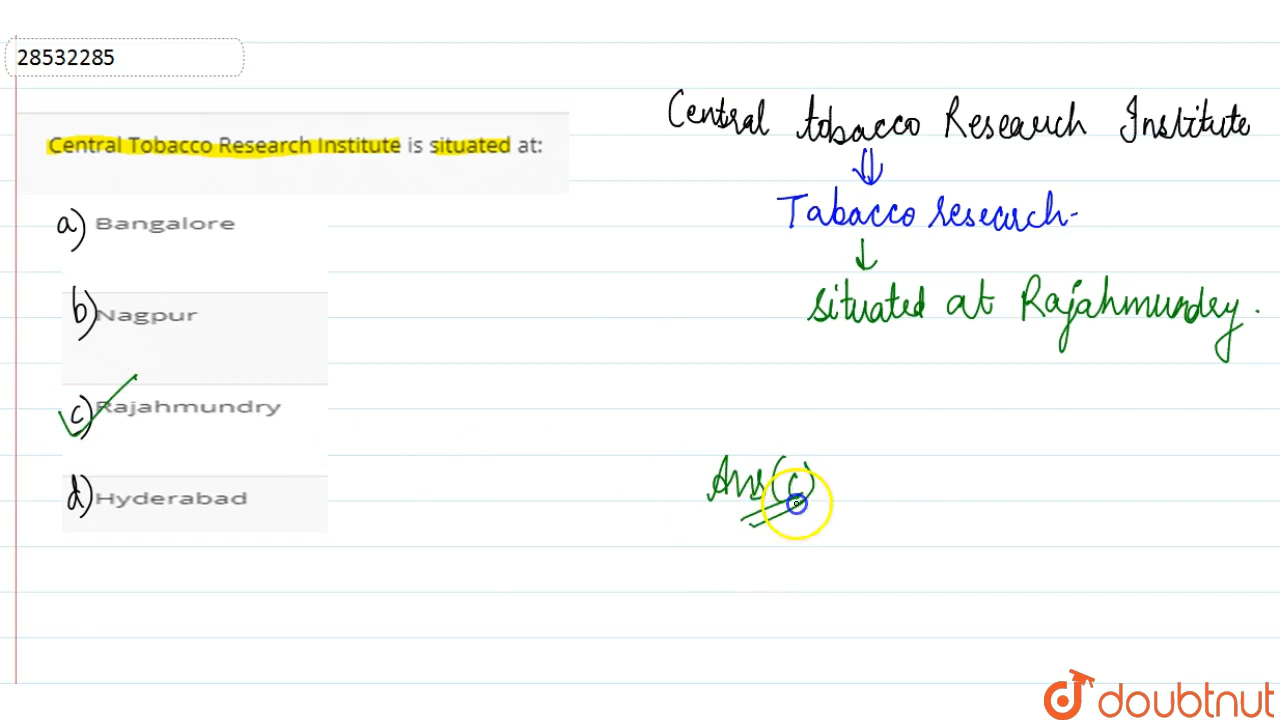 28532285
Central Tobacco Research Institute is situated at:
a) Bangalore
b) Nagpur
c) Rajahmundry
d) Hyderabad
Central tobacco Research Institute
Tabacco research-
situated at Rajahmundry.
Ans (c)
doubtnut